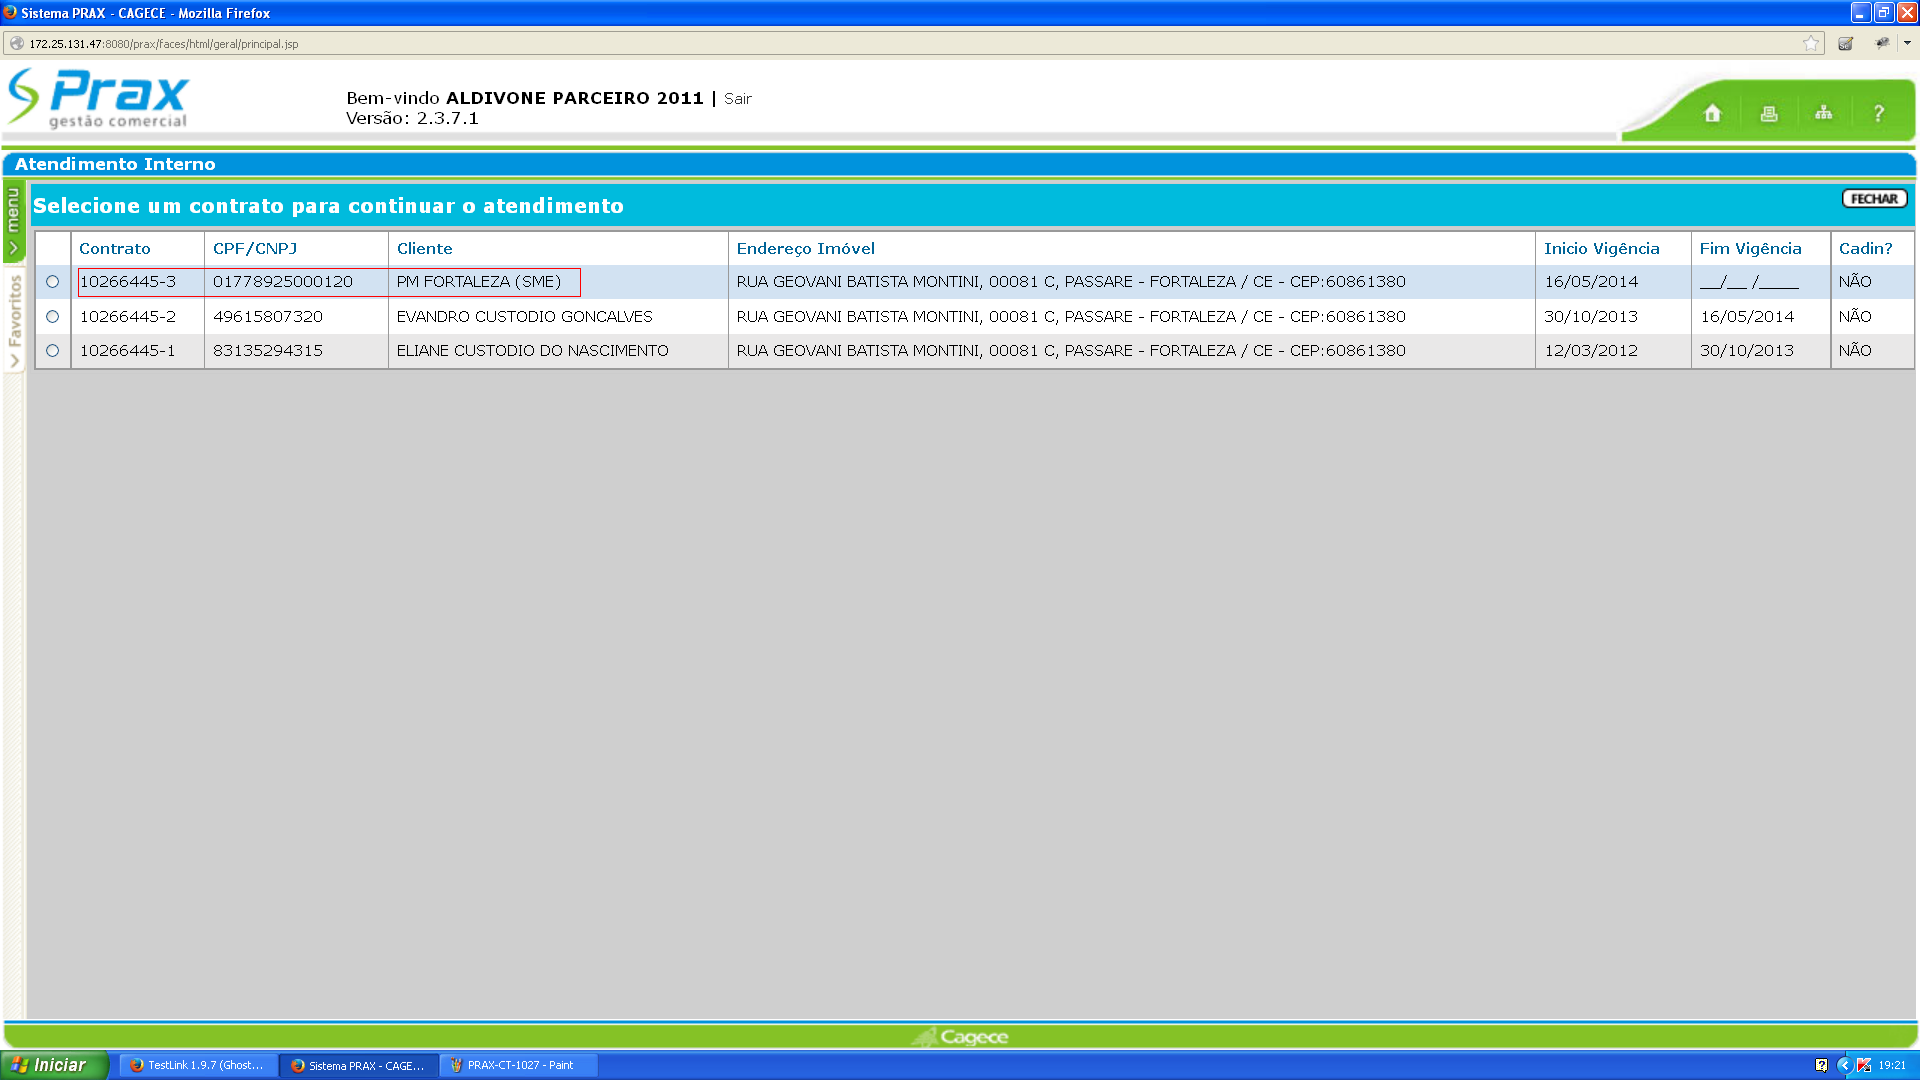 Sistema PRAX - CAGECE - Mozilla Firefox
172.25.131.47:8080/prax/faces/html/geral/principal.jsp
Prax
gestão comercial
Bem-vindo ALDIVONE PARCEIRO 2011 | Sair
Versão: 2.3.7.1
?
Atendimento Interno
menu
Favoritos
Selecione um contrato para continuar o atendimento
FECHAR
Contrato CPF/CNPJ Cliente Endereço Imóvel Inicio Vigência Fim Vigência Cadin?
10266445-3 01778925000120 PM FORTALEZA (SME) RUA GEOVANI BATISTA MONTINI, 00081 C, PASSARE - FORTALEZA / CE - CEP:60861380 16/05/2014 __/__ /____ NÃO
10266445-2 49615807320 EVANDRO CUSTODIO GONCALVES RUA GEOVANI BATISTA MONTINI, 00081 C, PASSARE - FORTALEZA / CE - CEP:60861380 30/10/2013 16/05/2014 NÃO
10266445-1 83135294315 ELIANE CUSTODIO DO NASCIMENTO RUA GEOVANI BATISTA MONTINI, 00081 C, PASSARE - FORTALEZA / CE - CEP:60861380 12/03/2012 30/10/2013 NÃO
Cagece
Iniciar TestLink 1.9.7 (Ghost... Sistema PRAX - CAGE... PRAX-CT-1027 - Paint 19:21